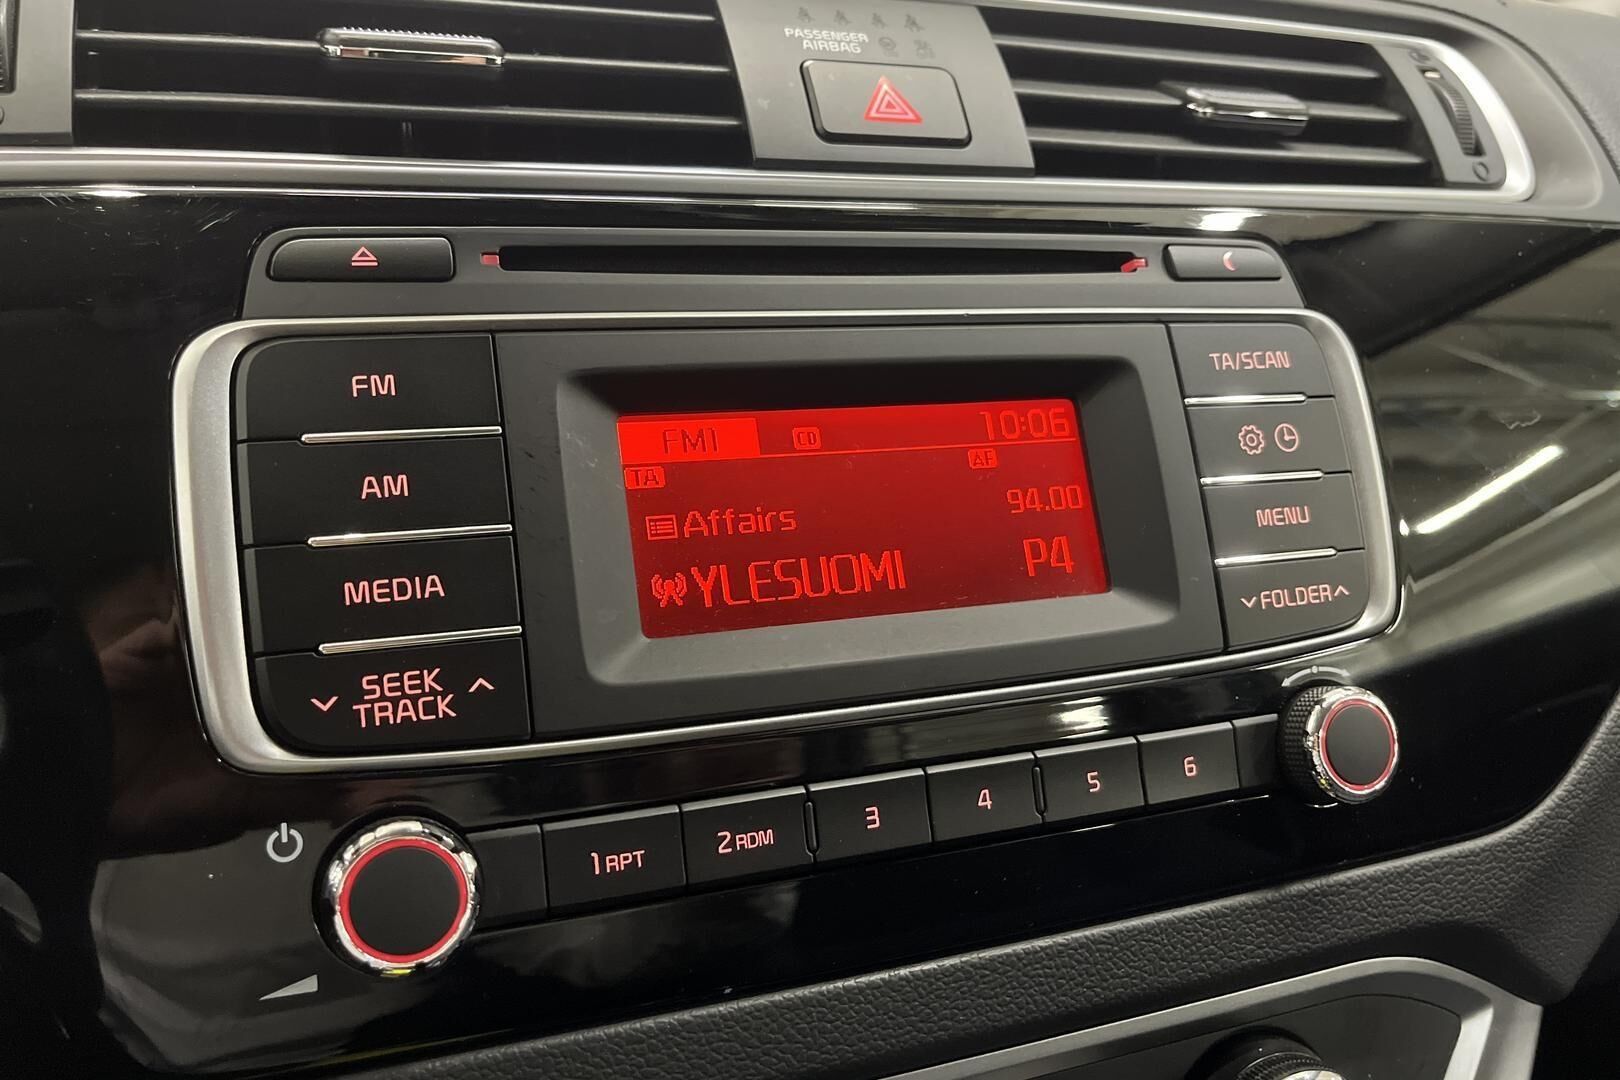 PASSENGER
AIRBAG
FM
AM
MEDIA
SEEK
TRACK
FM1 CD 10:06
TA AF
Affairs 94.00
YLESUOMI P4
TA/SCAN
MENU
FOLDER
1 RPT
2 RDM
3
4
5
6